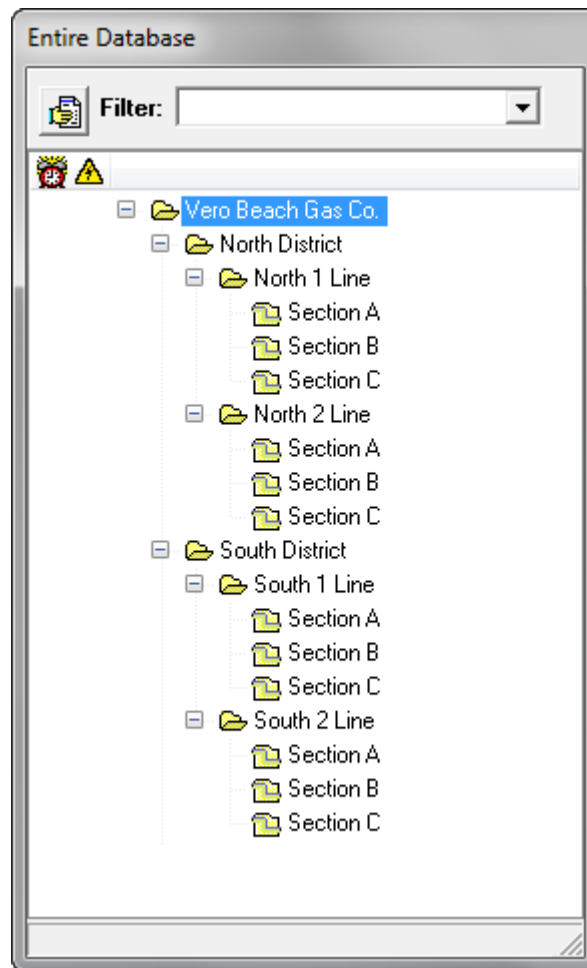 Entire Database
Filter:
Vero Beach Gas Co.
North District
North 1 Line
Section A
Section B
Section C
North 2 Line
Section A
Section B
Section C
South District
South 1 Line
Section A
Section B
Section C
South 2 Line
Section A
Section B
Section C